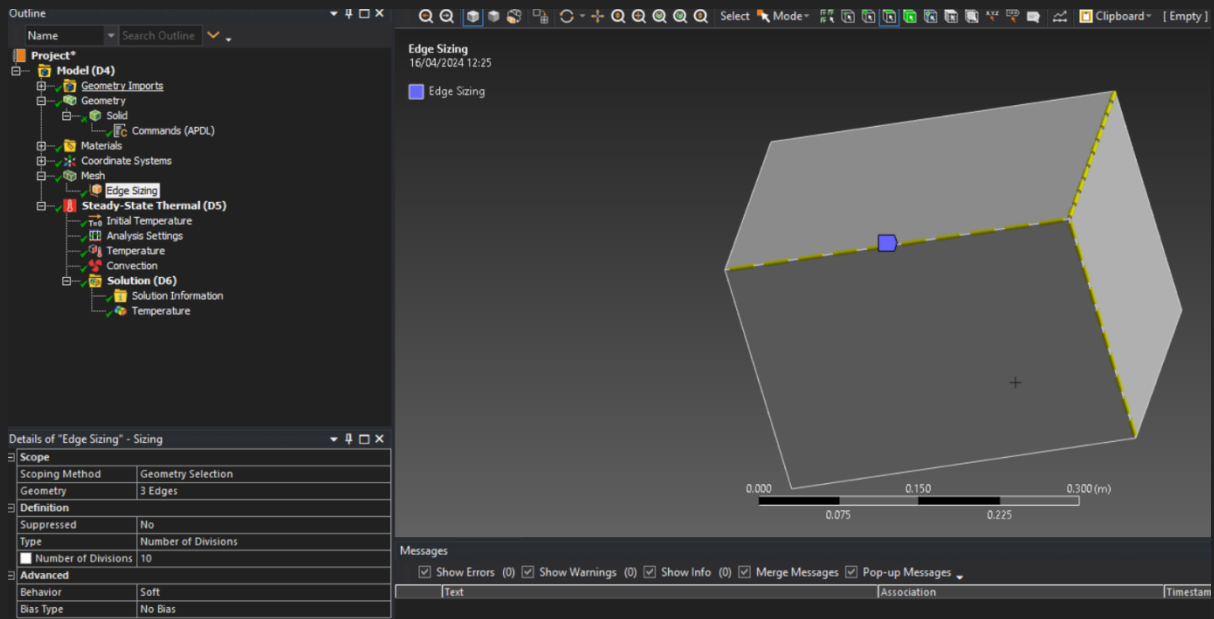 Outline
Name Search Outline
Project*
Model (D4)
Geometry Imports
Geometry
Solid
Commands (APDL)
Materials
Coordinate Systems
Mesh
Edge Sizing
Steady-State Thermal (D5)
T=0 Initial Temperature
Analysis Settings
Temperature
Convection
Solution (D6)
Solution Information
Temperature
Details of "Edge Sizing" - Sizing
Scope
Scoping Method Geometry Selection
Geometry 3 Edges
Definition
Suppressed No
Type Number of Divisions
Number of Divisions 10
Advanced
Behavior Soft
Bias Type No Bias
Select Mode Clipboard [Empty]
Edge Sizing
16/04/2024 12:25
Edge Sizing
0.000 0.150 0.300 (m)
0.075 0.225
Messages
Show Errors (0) Show Warnings (0) Show Info (0) Merge Messages Pop-up Messages
Text Association Timestam